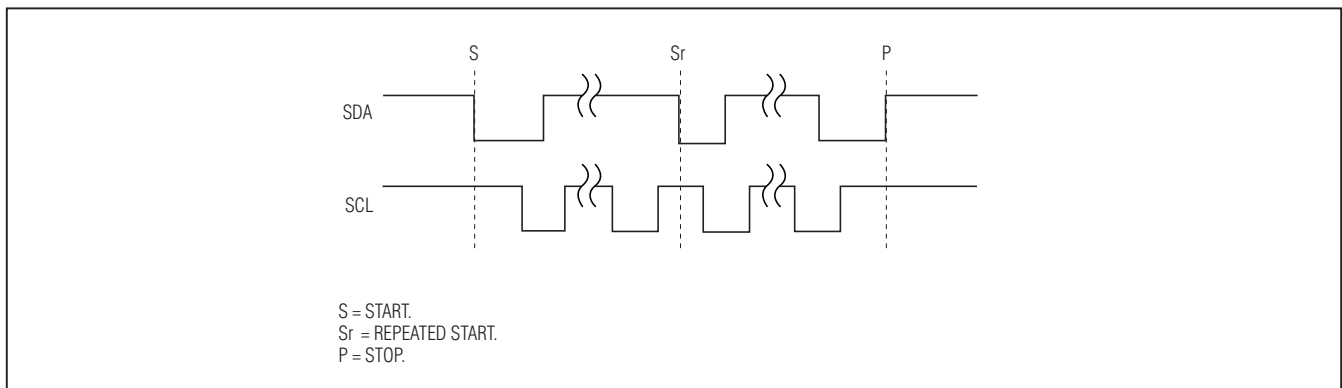 S Sr P
SDA
SCL
S = START.
Sr = REPEATED START.
P = STOP.